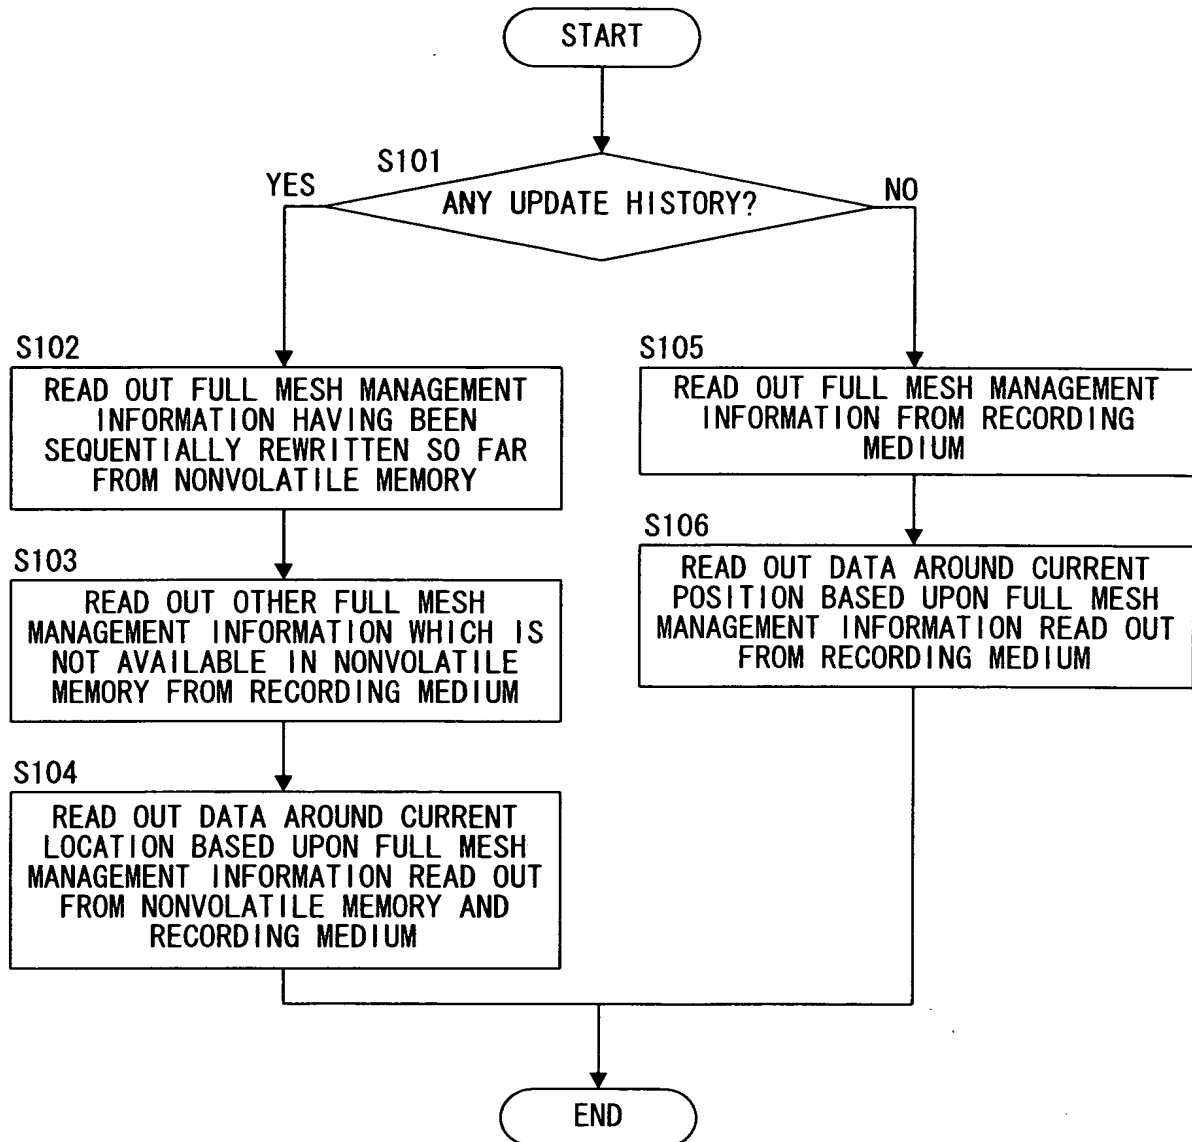 START
S101
YES
ANY UPDATE HISTORY?
NO
S102
READ OUT FULL MESH MANAGEMENT
INFORMATION HAVING BEEN
SEQUENTIALLY REWRITTEN SO FAR
FROM NONVOLATILE MEMORY
S103
READ OUT OTHER FULL MESH
MANAGEMENT INFORMATION WHICH IS
NOT AVAILABLE IN NONVOLATILE
MEMORY FROM RECORDING MEDIUM
S104
READ OUT DATA AROUND CURRENT
LOCATION BASED UPON FULL MESH
MANAGEMENT INFORMATION READ OUT
FROM NONVOLATILE MEMORY AND
RECORDING MEDIUM
S105
READ OUT FULL MESH MANAGEMENT
INFORMATION FROM RECORDING
MEDIUM
S106
READ OUT DATA AROUND CURRENT
POSITION BASED UPON FULL MESH
MANAGEMENT INFORMATION READ OUT
FROM RECORDING MEDIUM
END